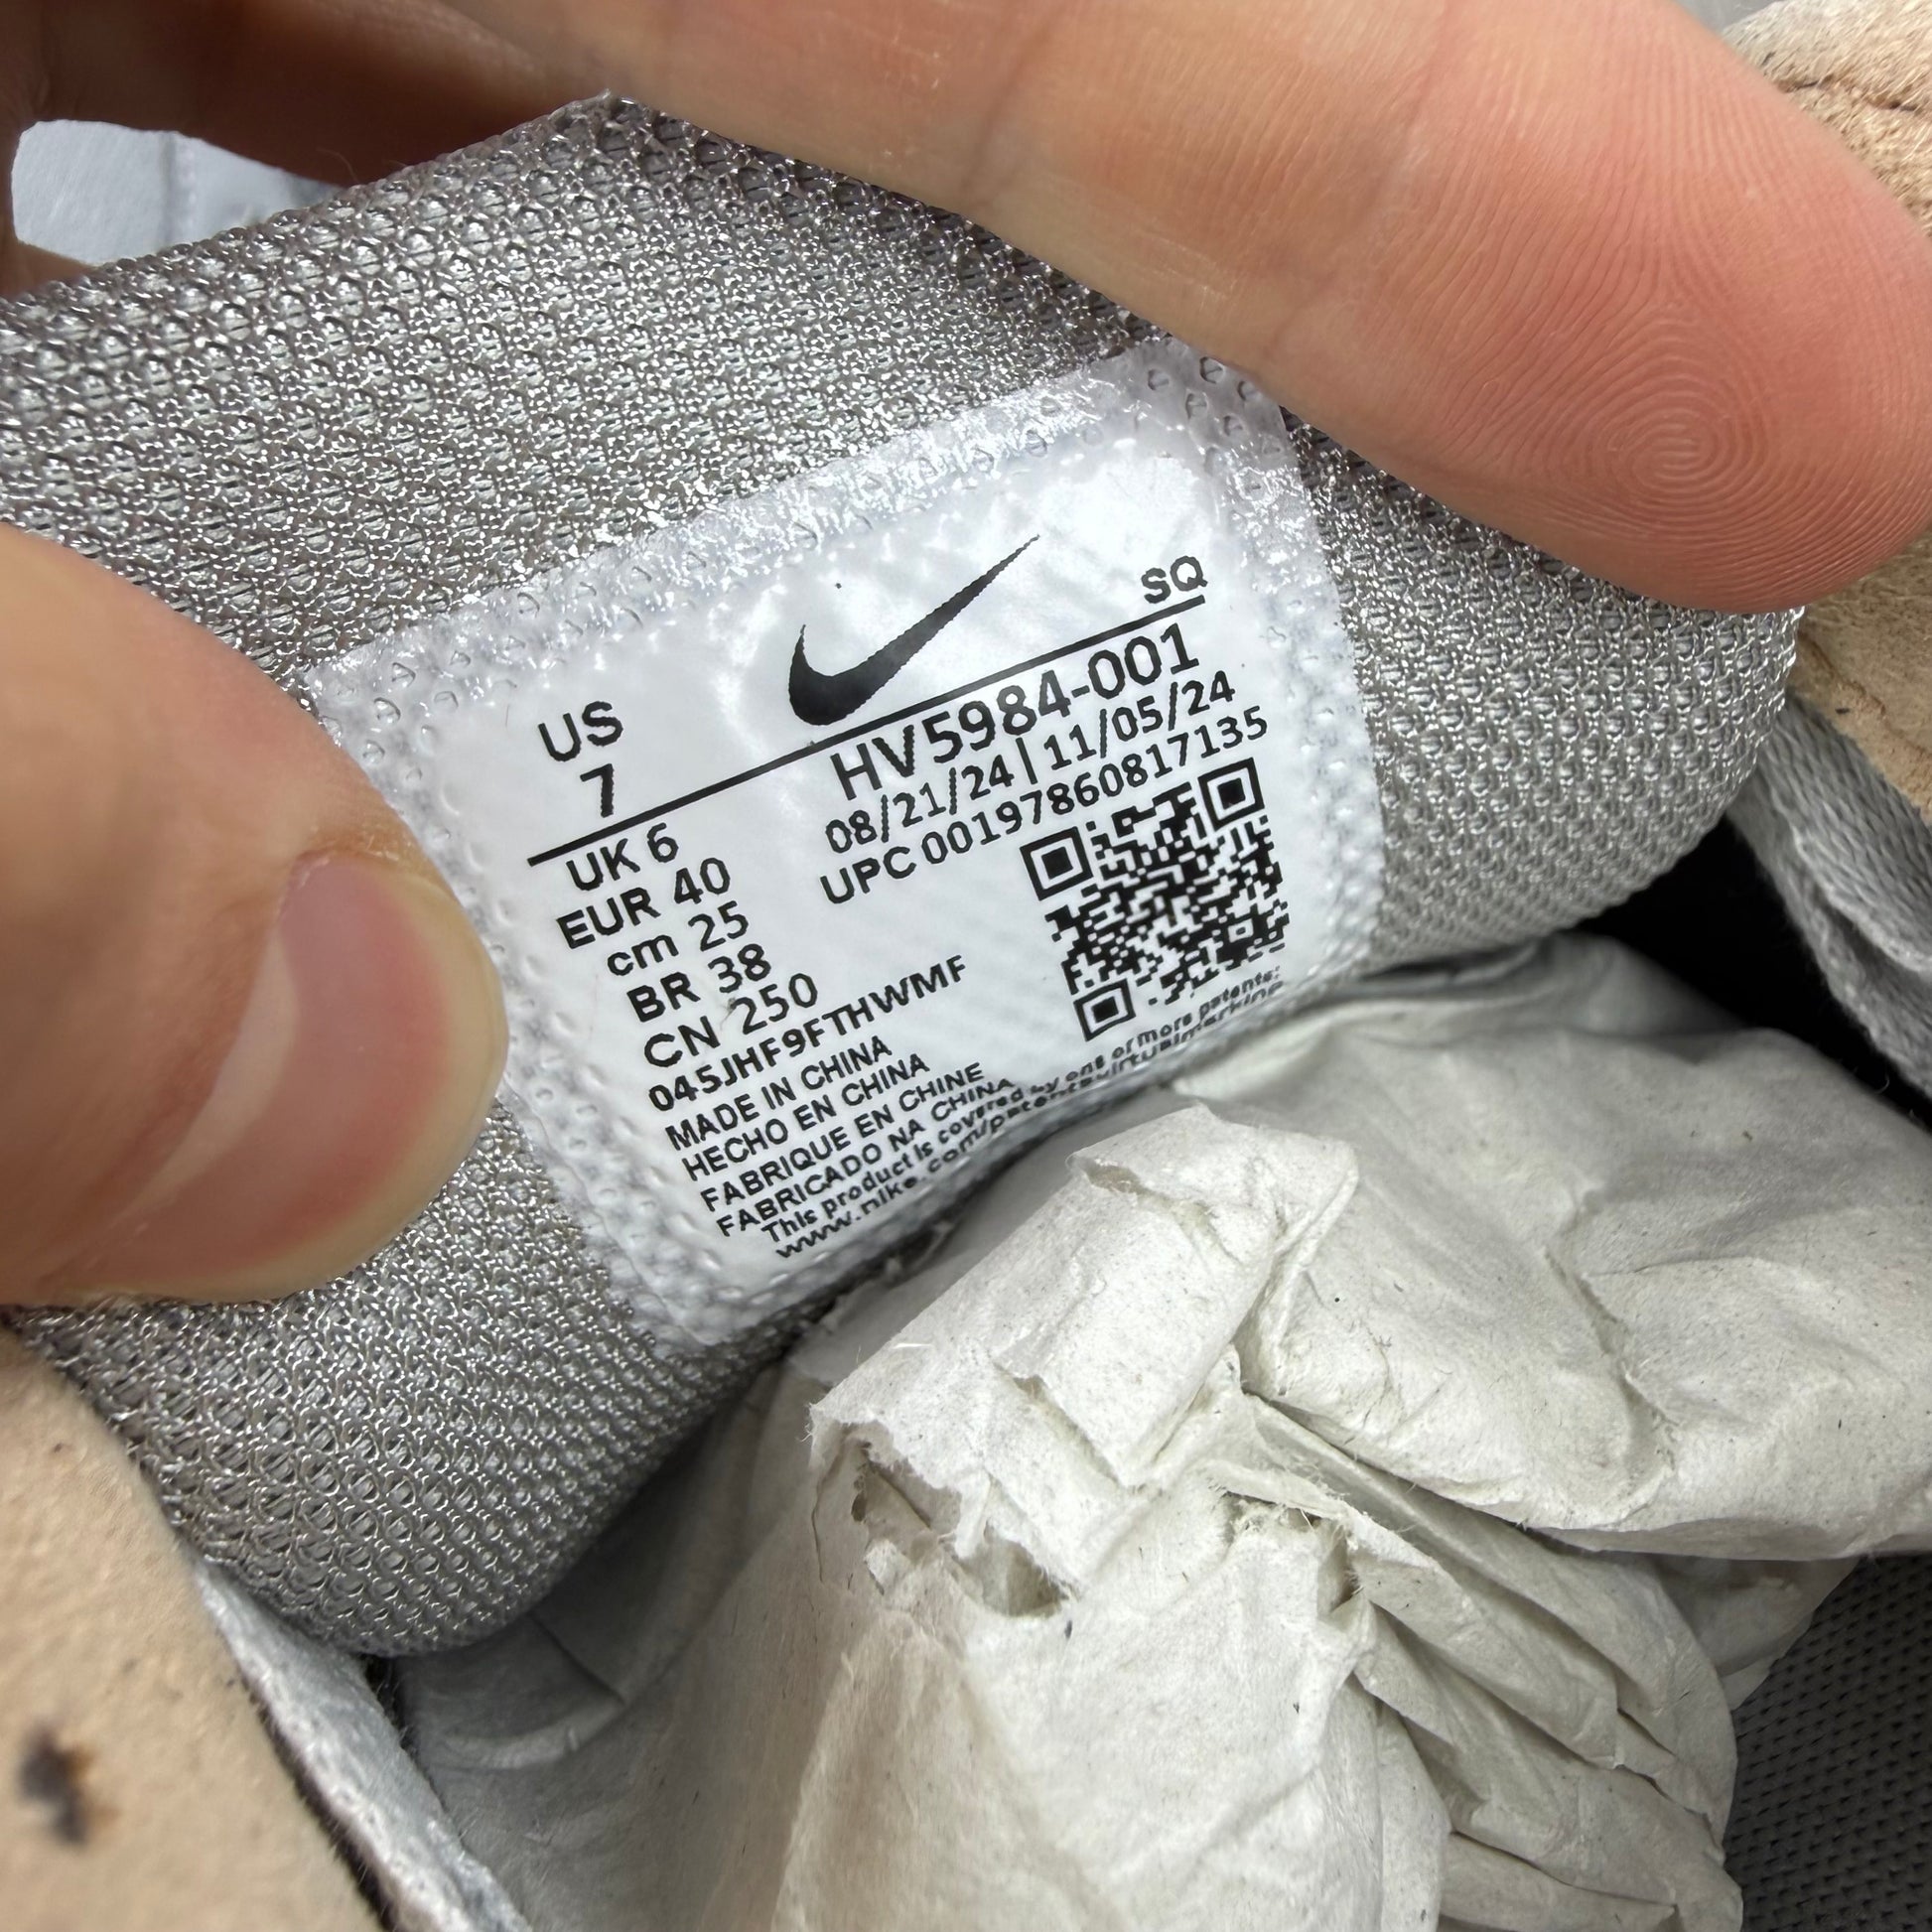 SQ
US
7
HV5984-001
08/21/24 | 11/05/24
UPC 00197860817135
UK 6
EUR 40
cm 25
BR 38
CN 250
045JHF9FTHWMF
MADE IN CHINA
HECHO EN CHINA
FABRIQUE EN CHINE
FABRICADO NA CHINA
This product is covered by one or more patents:
www.nike.com/patentsvirtualmarking